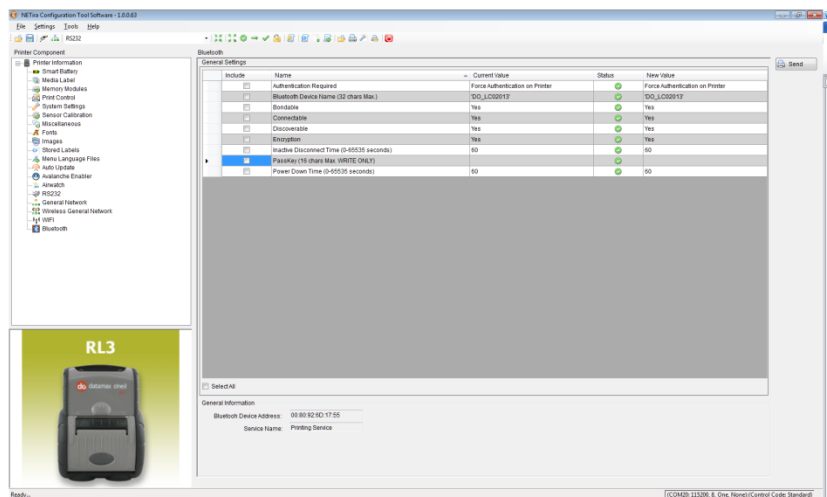 NETira Configuration Tool Software - 1.0.0.63
File Settings Tools Help
RS232
Printer Component
Printer Information
Smart Battery
Media Label
Memory Modules
Print Control
System Settings
Sensor Calibration
Miscellaneous
Fonts
Images
Stored Labels
Menu Language Files
Auto Update
Avalanche Enabler
Airwatch
RS232
General Network
Wireless General Network
WIFI
Bluetooth
RL3
do datamax oneil
Bluetooth
General Settings
Include Name Current Value Status New Value
Authentication Required Force Authentication on Printer Force Authentication on Printer
Bluetooth Device Name (32 chars Max.) 'DO_LC02013' 'DO_LC02013'
Bondable Yes Yes
Connectable Yes Yes
Discoverable Yes Yes
Encryption Yes Yes
Inactive Disconnect Time (0-65535 seconds) 60 60
PassKey (16 chars Max. WRITE ONLY)
Power Down Time (0-65535 seconds) 60 60
Select All
General Information
Bluetooh Device Address: 00:80:92:6D:17:55
Service Name: Printing Service
Send
Ready...
(COM20: 115200, 8, One, None) (Control Code: Standard)